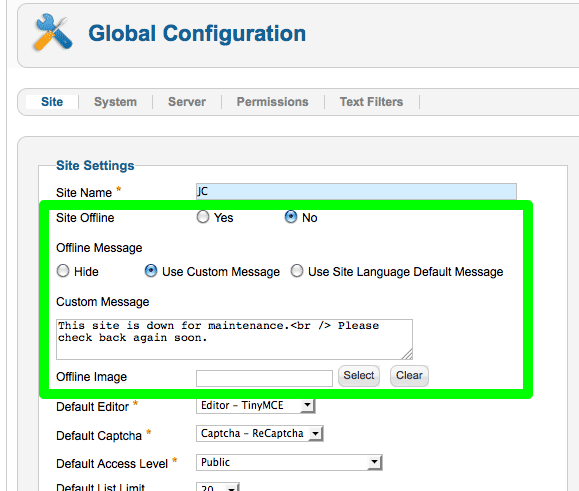 Global Configuration
Site System Server Permissions Text Filters
Site Settings
Site Name * JC
Site Offline Yes No
Offline Message
Hide Use Custom Message Use Site Language Default Message
Custom Message
This site is down for maintenance.<br /> Please
check back again soon.
Offline Image Select Clear
Default Editor * Editor - TinyMCE
Default Captcha * Captcha - ReCaptcha
Default Access Level * Public
Default List Limit 20